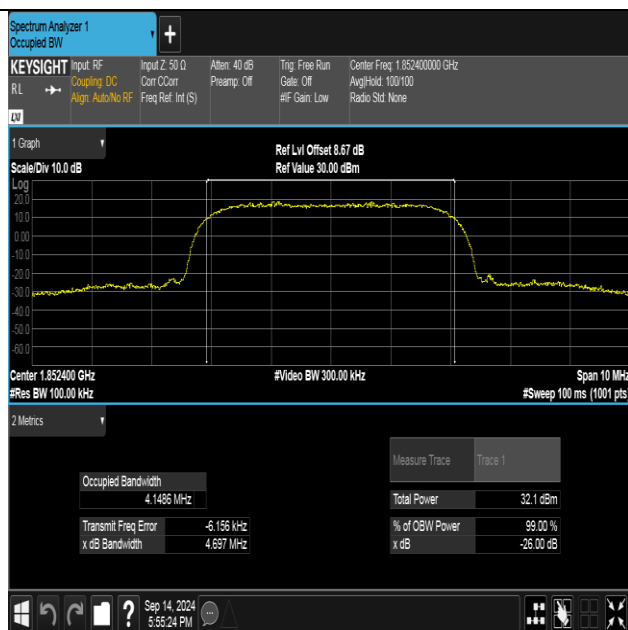 Spectrum Analyzer 1
Occupied BW
+
KEYSIGHT Input: RF Input Z: 50 Ω Atten: 40 dB Trig: Free Run Center Freq: 1.852400000 GHz
RL Coupling: DC Corr CCorr Preamp: Off Gate: Off Avg|Hold: 100/100
Align: Auto/No RF Freq Ref: Int (S) #IF Gain: Low Radio Std: None
LXI
1 Graph Ref Lvl Offset 8.67 dB
Scale/Div 10.0 dB Ref Value 30.00 dBm
Log
20.0
10.0
0.00
-10.0
-20.0
-30.0
-40.0
-50.0
-60.0
Center 1.852400 GHz #Video BW 300.00 kHz Span 10 MHz
#Res BW 100.00 kHz #Sweep 100 ms (1001 pts)
2 Metrics
Measure Trace Trace 1
Occupied Bandwidth
4.1486 MHz Total Power 32.1 dBm
Transmit Freq Error -6.156 kHz % of OBW Power 99.00 %
x dB Bandwidth 4.697 MHz x dB -26.00 dB
? Sep 14, 2024
5:55:24 PM